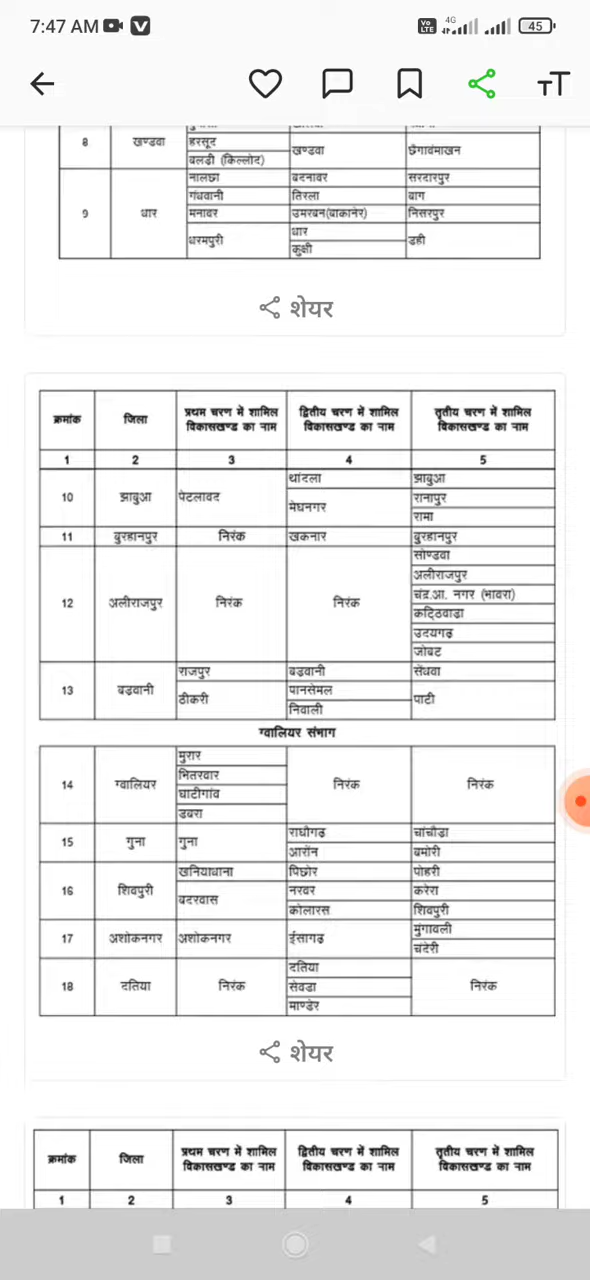 7:47 AM
Vo LTE 4G 45
TT
8 खण्डवा हरसूद खण्डवा छैगांवमाखन
बलडी (किल्लोद)
9 धार नालछा बदनावर सरदारपुर
गंधवानी तिरला बाग
मनावर उमरबन(बाकानेर) निसरपुर
धरमपुरी धार डही
कुक्षी
शेयर
क्रमांक जिला प्रथम चरण में शामिल विकासखण्ड का नाम द्वितीय चरण में शामिल विकासखण्ड का नाम तृतीय चरण में शामिल विकासखण्ड का नाम
1 2 3 4 5
10 झाबुआ पेटलावद थांदला झाबुआ
मेघनगर रानापुर
रामा
11 बुरहानपुर निरंक खकनार बुरहानपुर
12 अलीराजपुर निरंक निरंक सोण्डवा
अलीराजपुर
चंद्र.आ. नगर (भावरा)
कट्ठिवाडा
उदयगढ़
जोबट
13 बड़वानी राजपुर बड़वानी सेंधवा
ठीकरी पानसेमल पाटी
निवाली
ग्वालियर संभाग
14 ग्वालियर मुरार निरंक निरंक
भितरवार
घाटीगांव
डबरा
15 गुना गुना राघौगढ़ चांचौडा
आरोन बमोरी
16 शिवपुरी खनियाधाना पिछोर पोहरी
बदरवास नरवर करेरा
कोलारस शिवपुरी
17 अशोकनगर अशोकनगर ईसागढ़ मुंगावली
चंदेरी
18 दतिया निरंक दतिया निरंक
सेवडा
भाण्डेर
शेयर
क्रमांक जिला प्रथम चरण में शामिल विकासखण्ड का नाम द्वितीय चरण में शामिल विकासखण्ड का नाम तृतीय चरण में शामिल विकासखण्ड का नाम
1 2 3 4 5